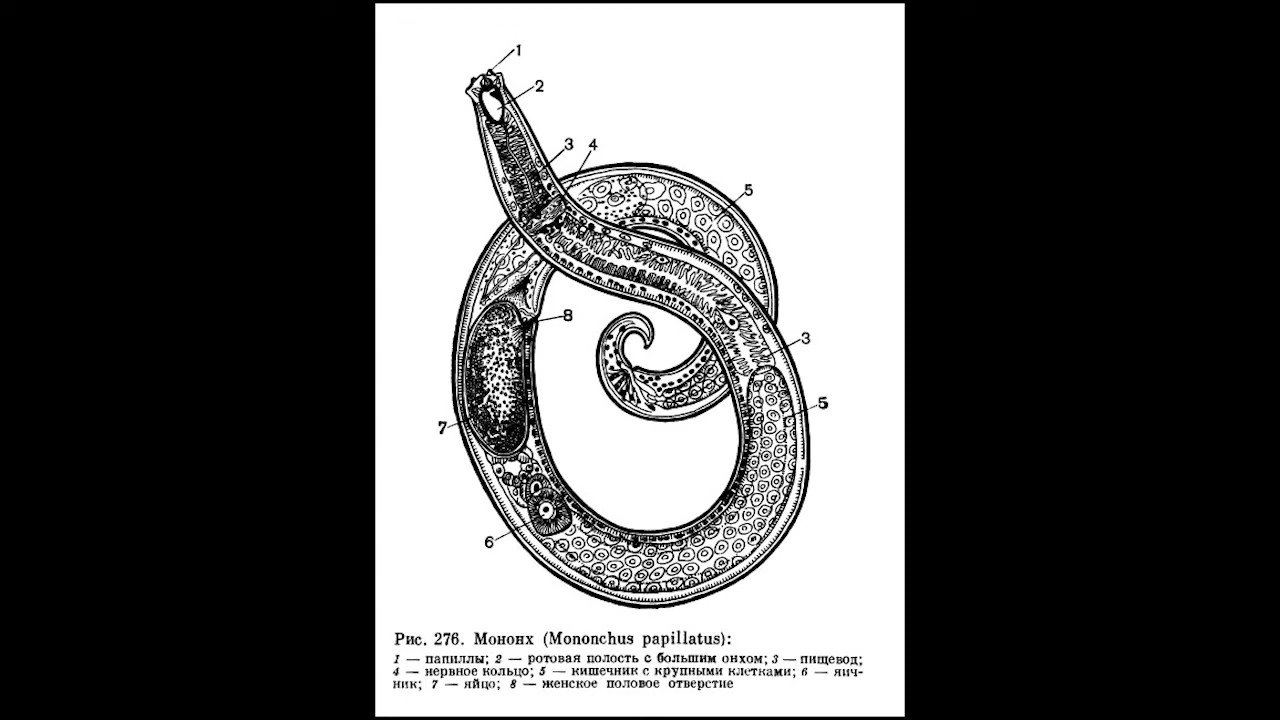 1
2
3
4
5
3
8
5
7
6
Рис. 276. Мононх (Mononchus papillatus):
1 — папиллы; 2 — ротовая полость с большим онхом; 3 — пищевод;
4 — нервное кольцо; 5 — кишечник с крупными клетками; 6 — яич-
ник; 7 — яйцо; 8 — женское половое отверстие